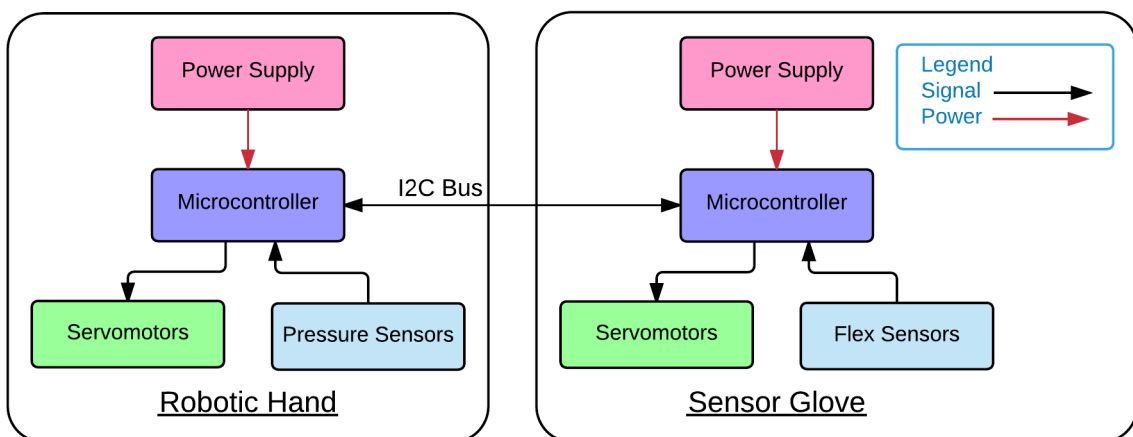 Power Supply
Microcontroller
Servomotors
Pressure Sensors
Robotic Hand
I2C Bus
Power Supply
Microcontroller
Servomotors
Flex Sensors
Sensor Glove
Legend
Signal
Power